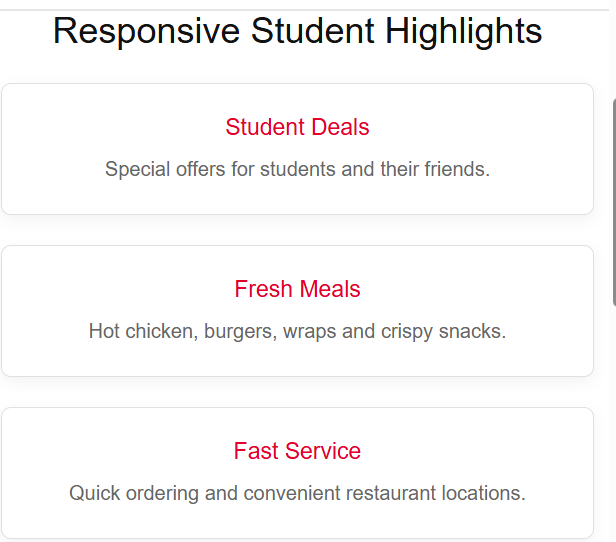 Responsive Student Highlights
Student Deals
Special offers for students and their friends.
Fresh Meals
Hot chicken, burgers, wraps and crispy snacks.
Fast Service
Quick ordering and convenient restaurant locations.